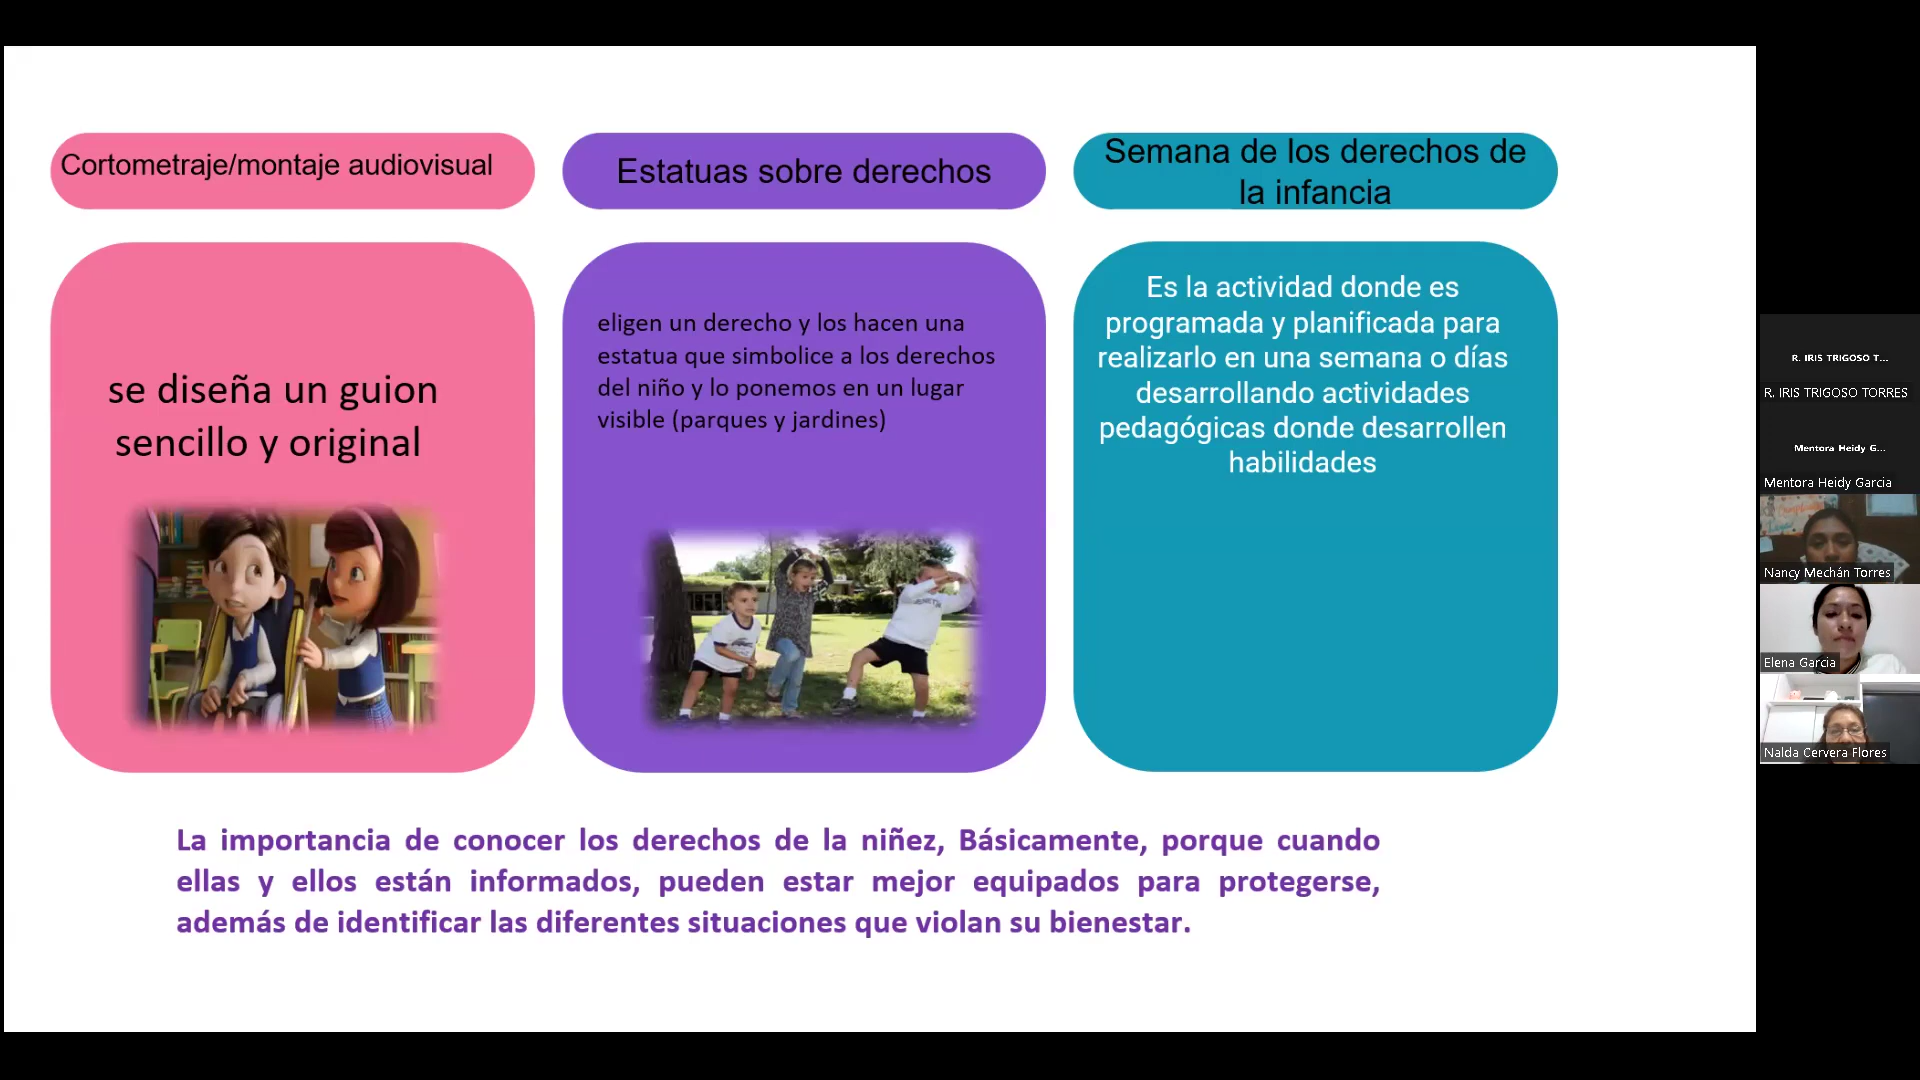 Cortometraje/montaje audiovisual
Estatuas sobre derechos
Semana de los derechos de
la infancia
se diseña un guion
sencillo y original
eligen un derecho y los hacen una
estatua que simbolice a los derechos
del niño y lo ponemos en un lugar
visible (parques y jardines)
Es la actividad donde es
programada y planificada para
realizarlo en una semana o días
desarrollando actividades
pedagógicas donde desarrollen
habilidades
La importancia de conocer los derechos de la niñez, Básicamente, porque cuando
ellas y ellos están informados, pueden estar mejor equipados para protegerse,
además de identificar las diferentes situaciones que violan su bienestar.
R. IRIS TRIGOSO T...
R. IRIS TRIGOSO TORRES
Mentora Heidy G...
Mentora Heidy Garcia
Nancy Mechán Torres
Elena Garcia
Nalda Cervera Flores